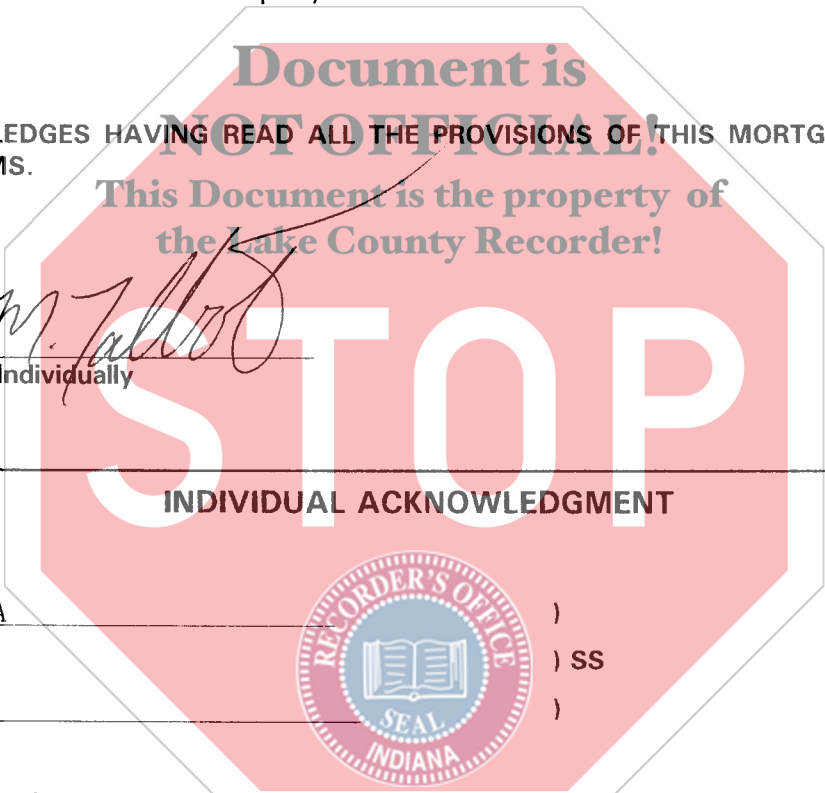 Document is
NOT OFFICIAL!
LEDGES HAVING READ ALL THE PROVISIONS OF THIS MORTG
MS.
This Document is the property of
the Lake County Recorder!
M. Talbot
Individually
STOP
INDIVIDUAL ACKNOWLEDGMENT
A )
) SS
)
RECORDER'S OFFICE
SEAL
INDIANA